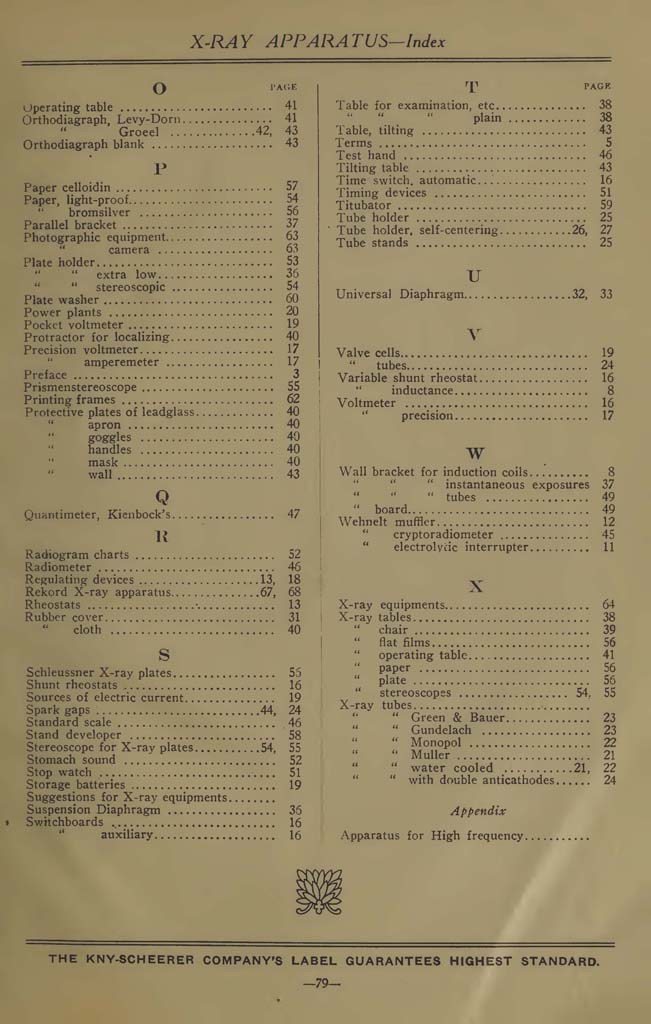 X-RAY APPARATUS—Index
O PAGE
Operating table ........................ 41
Orthodiagraph, Levy-Dorn.............. 41
" Groeel .............42, 43
Orthodiagraph blank ................... 43
P
Paper celloidin ......................... 57
Paper, light-proof....................... 54
" bromsilver ..................... 56
Parallel bracket ........................ 37
Photographic equipment................. 63
" camera .................. 63
Plate holder............................ 53
" " extra low.................. 36
" " stereoscopic ................ 54
Plate washer ........................... 60
Power plants ........................... 20
Pocket voltmeter ....................... 19
Protractor for localizing................ 40
Precision voltmeter..................... 17
" amperemeter ................. 17
Preface ................................ 3
Prismenstereoscope ..................... 55
Printing frames ........................ 62
Protective plates of leadglass............ 40
" apron ..................... 40
" goggles ..................... 40
" handles ..................... 40
" mask ........................ 40
" wall ......................... 43
Q
Quantimeter, Kienbock's................ 47
R
Radiogram charts ...................... 52
Radiometer ............................ 46
Regulating devices ...................13, 18
Rekord X-ray apparatus..............67, 68
Rheostats .............................. 13
Rubber cover........................... 31
" cloth .......................... 40
S
Schleussner X-ray plates................ 55
Shunt rheostats ........................ 16
Sources of electric current.............. 19
Spark gaps ...........................44, 24
Standard scale ......................... 46
Stand developer ........................ 58
Stereoscope for X-ray plates..........54, 55
Stomach sound ........................ 52
Stop watch ............................ 51
Storage batteries ....................... 19
Suggestions for X-ray equipments........
Suspension Diaphragm ................. 36
Switchboards .......................... 16
" auxiliary................... 16
T PAGE
Table for examination, etc.............. 38
" " " plain ............. 38
Table, tilting .......................... 43
Terms ................................. 5
Test hand ............................. 46
Tilting table ........................... 43
Time switch, automatic................. 16
Timing devices ........................ 51
Titubator .............................. 59
Tube holder ........................... 25
Tube holder, self-centering...........26, 27
Tube stands ........................... 25
U
Universal Diaphragm.................32, 33
V
Valve cells.............................. 19
" tubes............................. 24
Variable shunt rheostat................. 16
" inductance..................... 8
Voltmeter ............................. 16
" precision..................... 17
W
Wall bracket for induction coils.......... 8
" " " instantaneous exposures 37
" " " tubes ................ 49
" board............................ 49
Wehnelt muffler........................ 12
" cryptoradiometer .............. 45
" electrolytic interrupter.......... 11
X
X-ray equipments....................... 64
X-ray tables............................ 38
" chair ........................... 39
" flat films........................ 56
" operating table................... 41
" paper .......................... 56
" plate ........................... 56
" stereoscopes ................. 54, 55
X-ray tubes............................
" " Green & Bauer............. 23
" " Gundelach .................. 23
" " Monopol ................... 22
" " Muller ..................... 21
" " water cooled ...........21, 22
" " with double anticathodes...... 24
Appendix
Apparatus for High frequency...........
THE KNY-SCHEERER COMPANY'S LABEL GUARANTEES HIGHEST STANDARD.
—79—